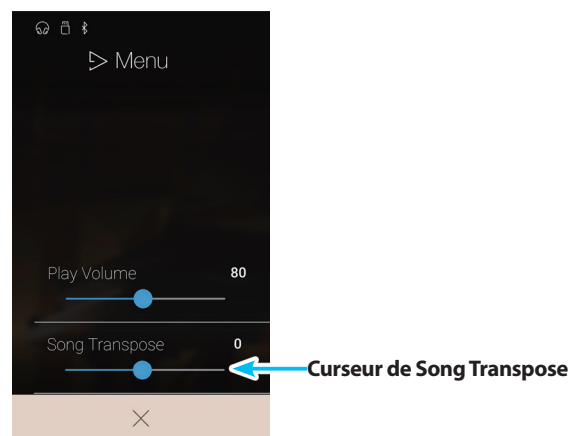 Menu
Play Volume 80
Song Transpose 0
Curseur de Song Transpose